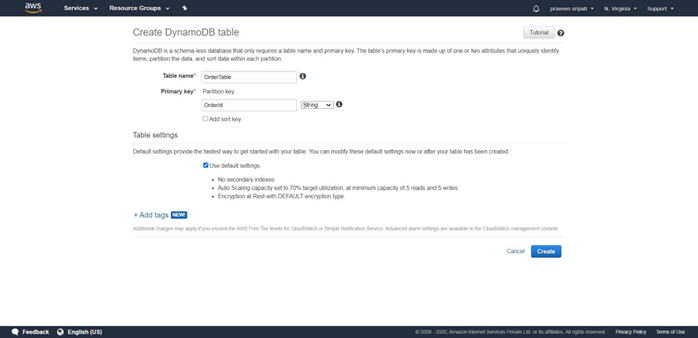 aws Services Resource Groups praveen sripati N. Virginia Support
Create DynamoDB table Tutorial
DynamoDB is a schema-less database that only requires a table name and primary key. The table's primary key is made up of one or two attributes that uniquely identify
items, partition the data, and sort data within each partition.
Table name* OrderTable
Primary key* Partition key
OrderId String
Add sort key
Table settings
Default settings provide the fastest way to get started with your table. You can modify these default settings now or after your table has been created.
Use default settings
No secondary indexes.
Auto Scaling capacity set to 70% target utilization, at minimum capacity of 5 reads and 5 writes.
Encryption at Rest with DEFAULT encryption type.
+ Add tags NEW!
Additional charges may apply if you exceed the AWS Free Tier levels for CloudWatch or Simple Notification Service. Advanced alarm settings are available in the CloudWatch management console.
Cancel Create
Feedback English (US) © 2008 - 2020, Amazon Internet Services Private Ltd. or its affiliates. All rights reserved. Privacy Policy Terms of Use